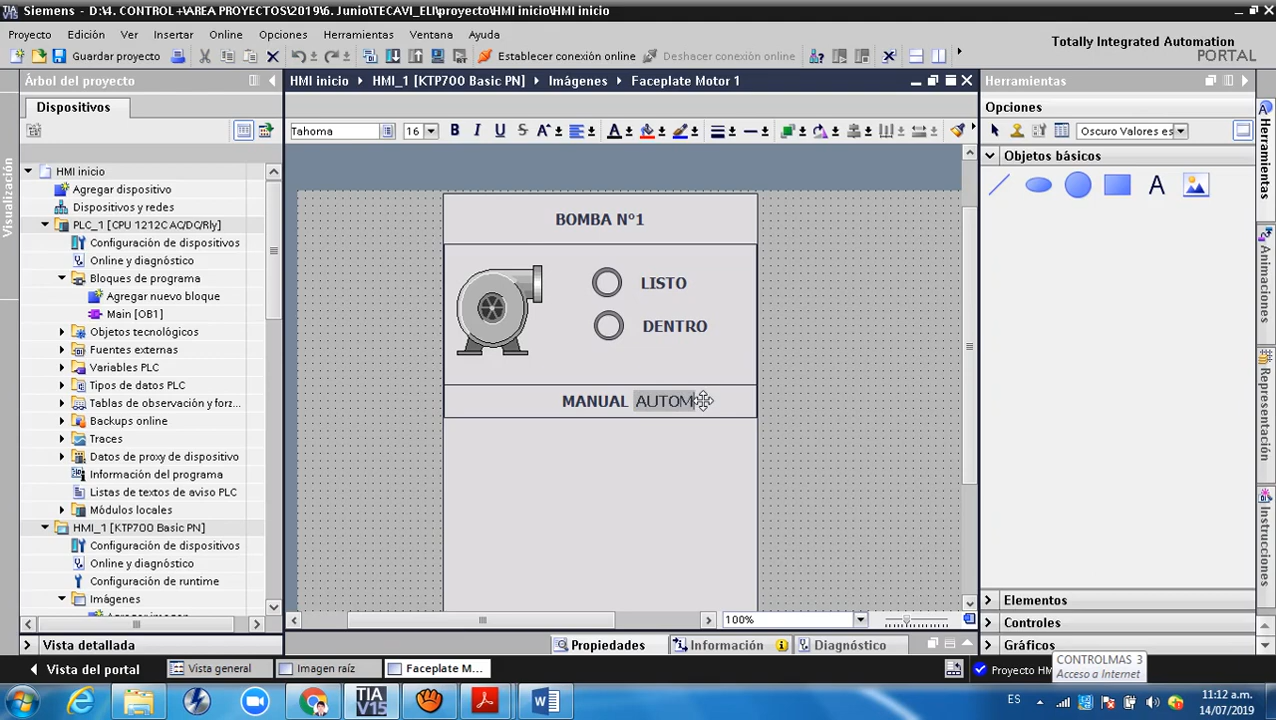 Siemens - D:\4. CONTROL +\AREA PROYECTOS\2019\6. Junio\TECAVI_ELI\proyecto\HMI inicio\HMI inicio
Proyecto Edición Ver Insertar Online Opciones Herramientas Ventana Ayuda
Totally Integrated Automation
PORTAL
Guardar proyecto
Establecer conexión online
Deshacer conexión online
Árbol del proyecto
HMI inicio
HMI_1 [KTP700 Basic PN]
Imágenes
Faceplate Motor 1
Herramientas
Dispositivos
Opciones
Tahoma
16
B I U S
A
Oscuro Valores es
Visualización
Objetos básicos
A
HMI inicio
Agregar dispositivo
Dispositivos y redes
PLC_1 [CPU 1212C AC/DC/Rly]
Configuración de dispositivos
Online y diagnóstico
Bloques de programa
Agregar nuevo bloque
Main [OB1]
Objetos tecnológicos
Fuentes externas
Variables PLC
Tipos de datos PLC
Tablas de observación y forz...
Backups online
Traces
Datos de proxy de dispositivo
Información del programa
Listas de textos de aviso PLC
Módulos locales
HMI_1 [KTP700 Basic PN]
Configuración de dispositivos
Online y diagnóstico
Configuración de runtime
Imágenes
BOMBA Nº1
LISTO
DENTRO
MANUAL AUTOM
Herramientas
Animaciones
Representación
Instrucciones
Elementos
Controles
Gráficos
100%
Vista detallada
Propiedades
Información
Diagnóstico
Vista del portal
Vista general
Imagen raíz
Faceplate M...
Proyecto HM
CONTROLMAS 3
Acceso a Internet
TIA
V15
ES
11:12 a.m.
14/07/2019